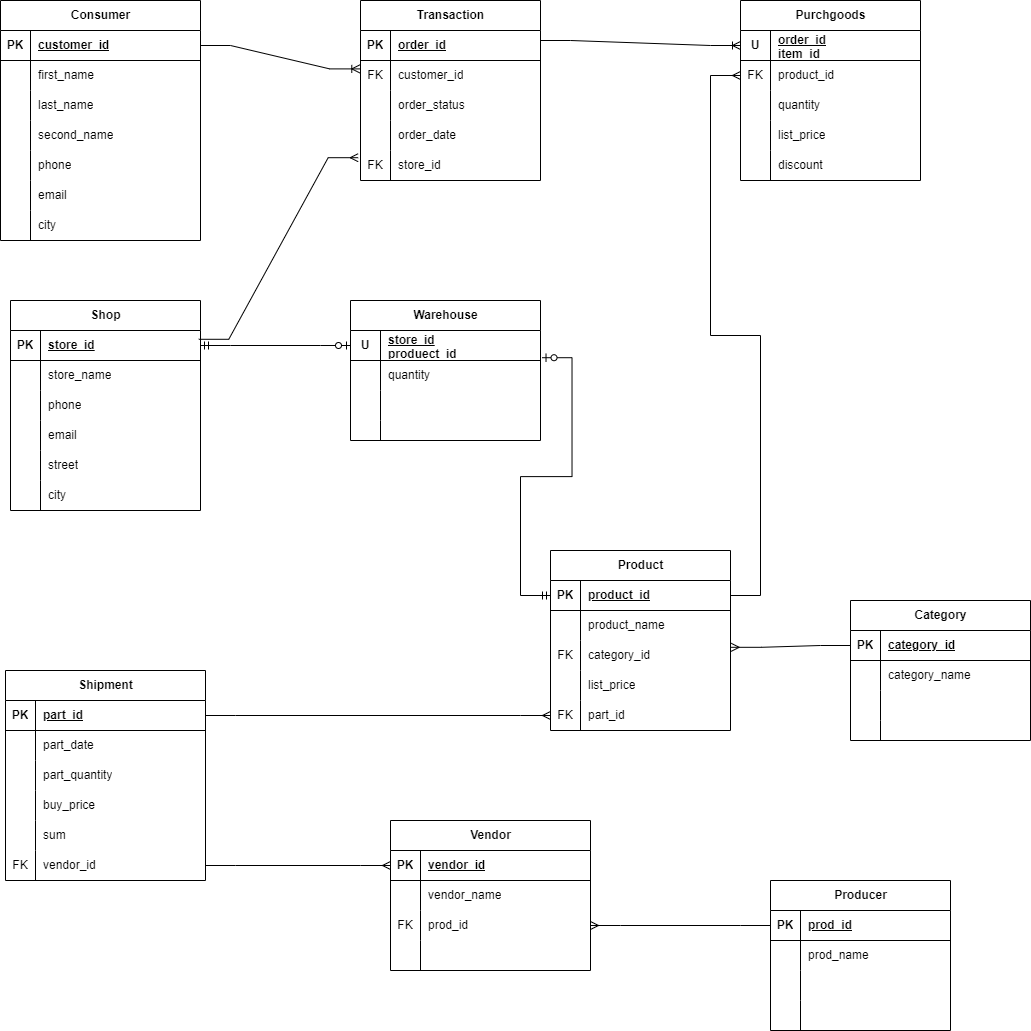 Consumer
PK customer_id
first_name
last_name
second_name
phone
email
city
Transaction
PK order_id
FK customer_id
order_status
order_date
FK store_id
Purchgoods
U order_id
item_id
FK product_id
quantity
list_price
discount
Shop
PK store_id
store_name
phone
email
street
city
Warehouse
U store_id
produect_id
quantity
Product
PK product_id
product_name
FK category_id
list_price
FK part_id
Category
PK category_id
category_name
Shipment
PK part_id
part_date
part_quantity
buy_price
sum
FK vendor_id
Vendor
PK vendor_id
vendor_name
FK prod_id
Producer
PK prod_id
prod_name